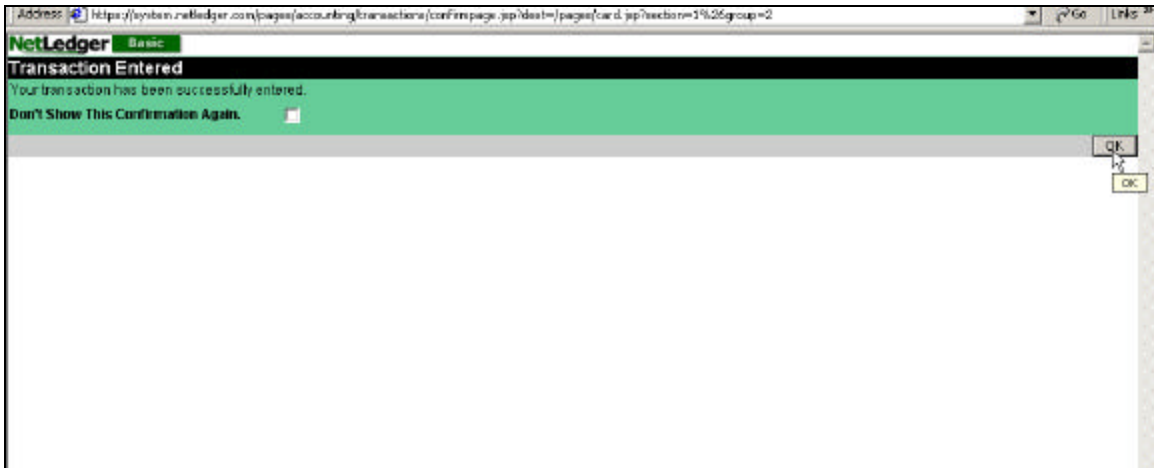 Address https://system.netledger.com/pages/accounting/transactions/confirmpage.jsp?dest=/pages/card.jsp?section=1%26group=2 Go Links »
NetLedger Basic
Transaction Entered
Your transaction has been successfully entered.
Don't Show This Confirmation Again.
OK
OK